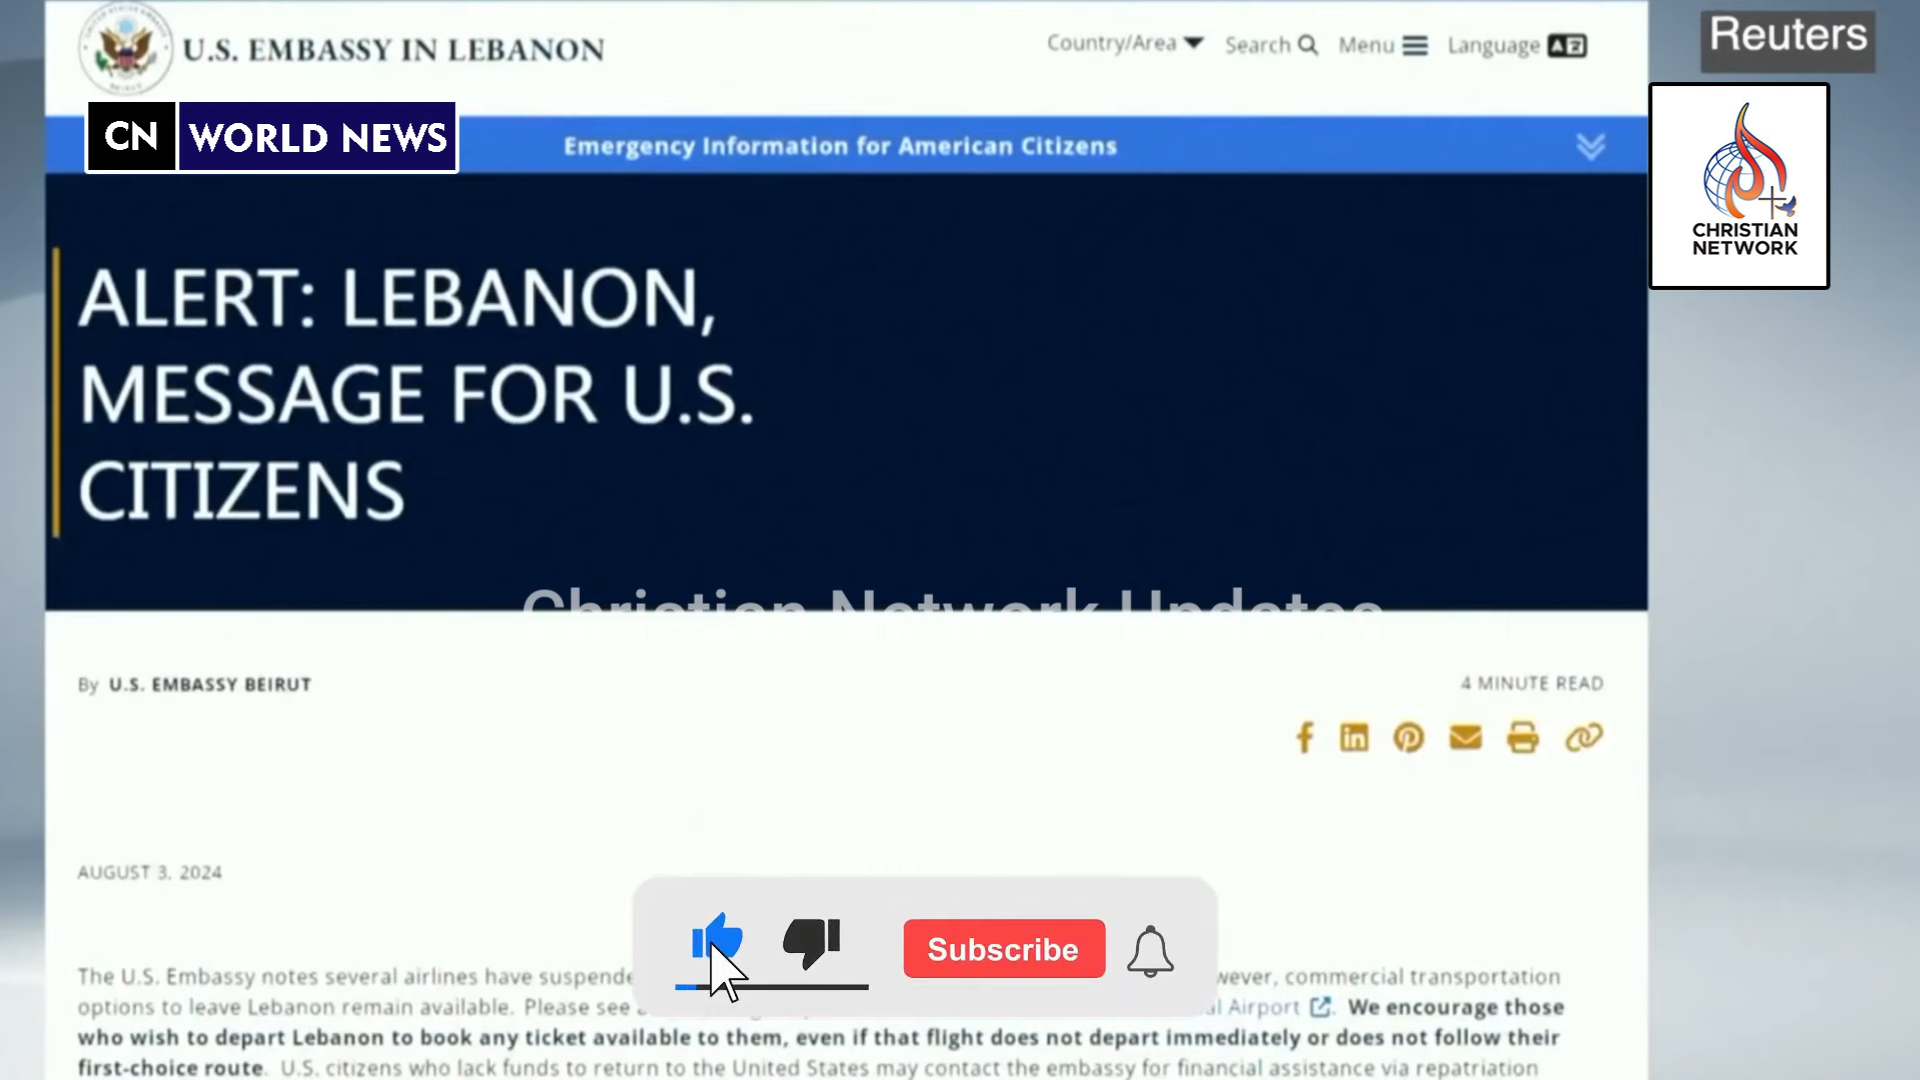 U.S. EMBASSY IN LEBANON
Country/Area Search Menu Language
Reuters
CN WORLD NEWS
Emergency Information for American Citizens
CHRISTIAN
NETWORK
ALERT: LEBANON,
MESSAGE FOR U.S.
CITIZENS
Christian Network Updates
By U.S. EMBASSY BEIRUT
4 MINUTE READ
AUGUST 3, 2024
Subscribe
The U.S. Embassy notes several airlines have commercial transportation
options to leave Lebanon remain available. Please see Airport. We encourage those
who wish to depart Lebanon to book any ticket available to them, even if that flight does not depart immediately or does not follow their
first-choice route. U.S. citizens who lack funds to return to the United States may contact the embassy for financial assistance via repatriation